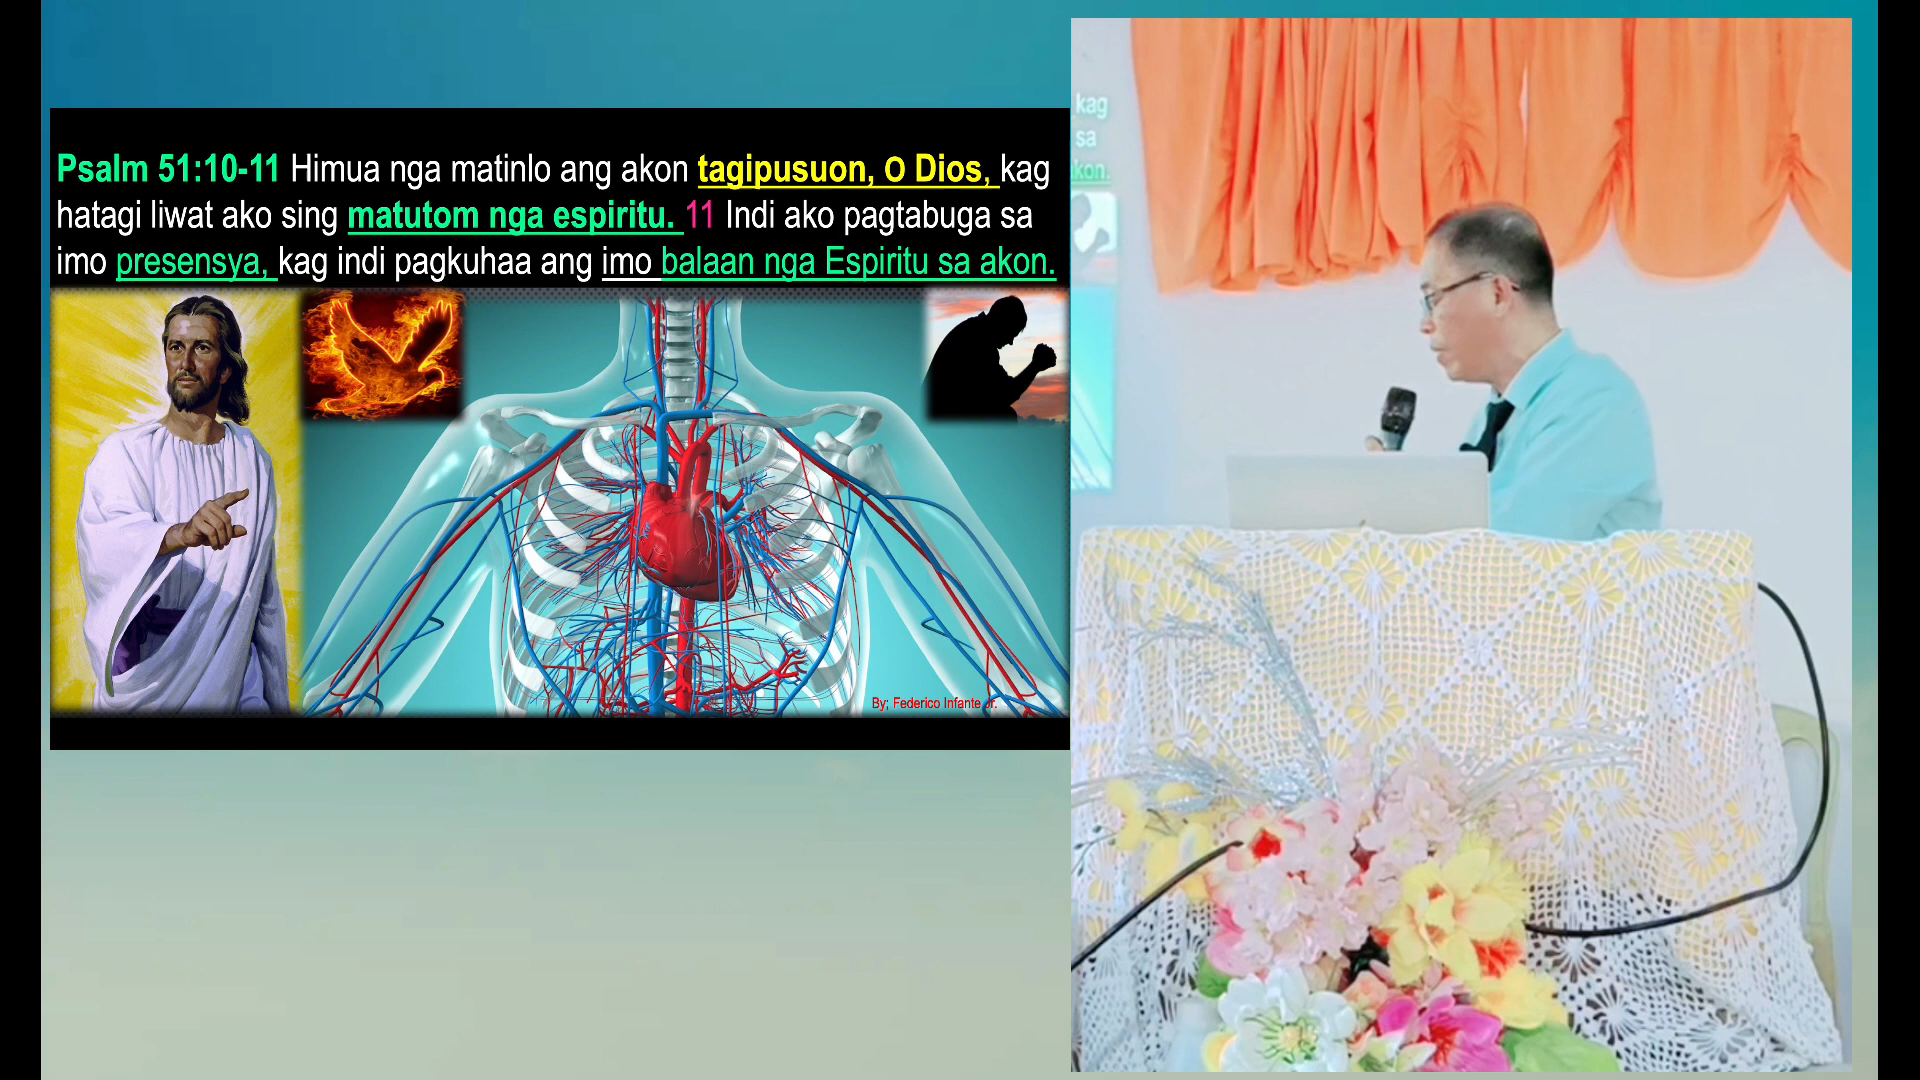 Psalm 51:10-11 Himua nga matinlo ang akon tagipusuon, O Dios, kag
hatagi liwat ako sing matutom nga espiritu. 11 Indi ako pagtabuga sa
imo presensya, kag indi pagkuhaa ang imo balaan nga Espiritu sa akon.
By; Federico Infante Jr.
kag
sa
akon.